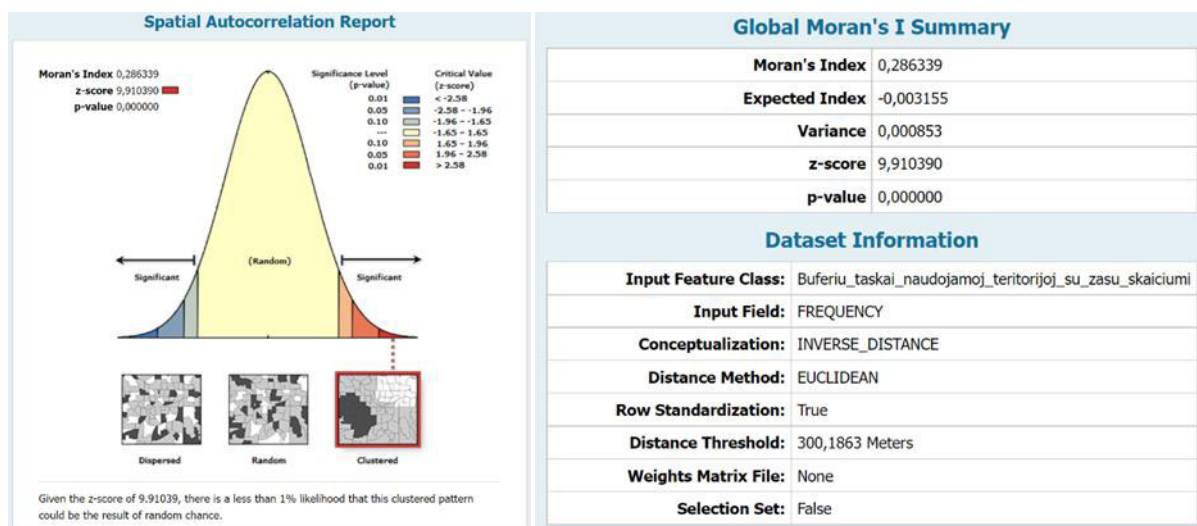 Spatial Autocorrelation Report
Moran's Index 0,286339
z-score 9,910390
p-value 0,000000
Significance Level
(p-value)
Critical Value
(z-score)
0.01 < -2.58
0.05 -2.58 – -1.96
0.10 -1.96 – -1.65
--- -1.65 – 1.65
0.10 1.65 – 1.96
0.05 1.96 – 2.58
0.01 > 2.58
Significant
(Random)
Significant
Dispersed
Random
Clustered
Given the z-score of 9.91039, there is a less than 1% likelihood that this clustered pattern
could be the result of random chance.
Global Moran's I Summary
Moran's Index 0,286339
Expected Index -0,003155
Variance 0,000853
z-score 9,910390
p-value 0,000000
Dataset Information
Input Feature Class: Buferiu_taskai_naudojamoj_teritorijoj_su_zasu_skaiciumi
Input Field: FREQUENCY
Conceptualization: INVERSE_DISTANCE
Distance Method: EUCLIDEAN
Row Standardization: True
Distance Threshold: 300,1863 Meters
Weights Matrix File: None
Selection Set: False